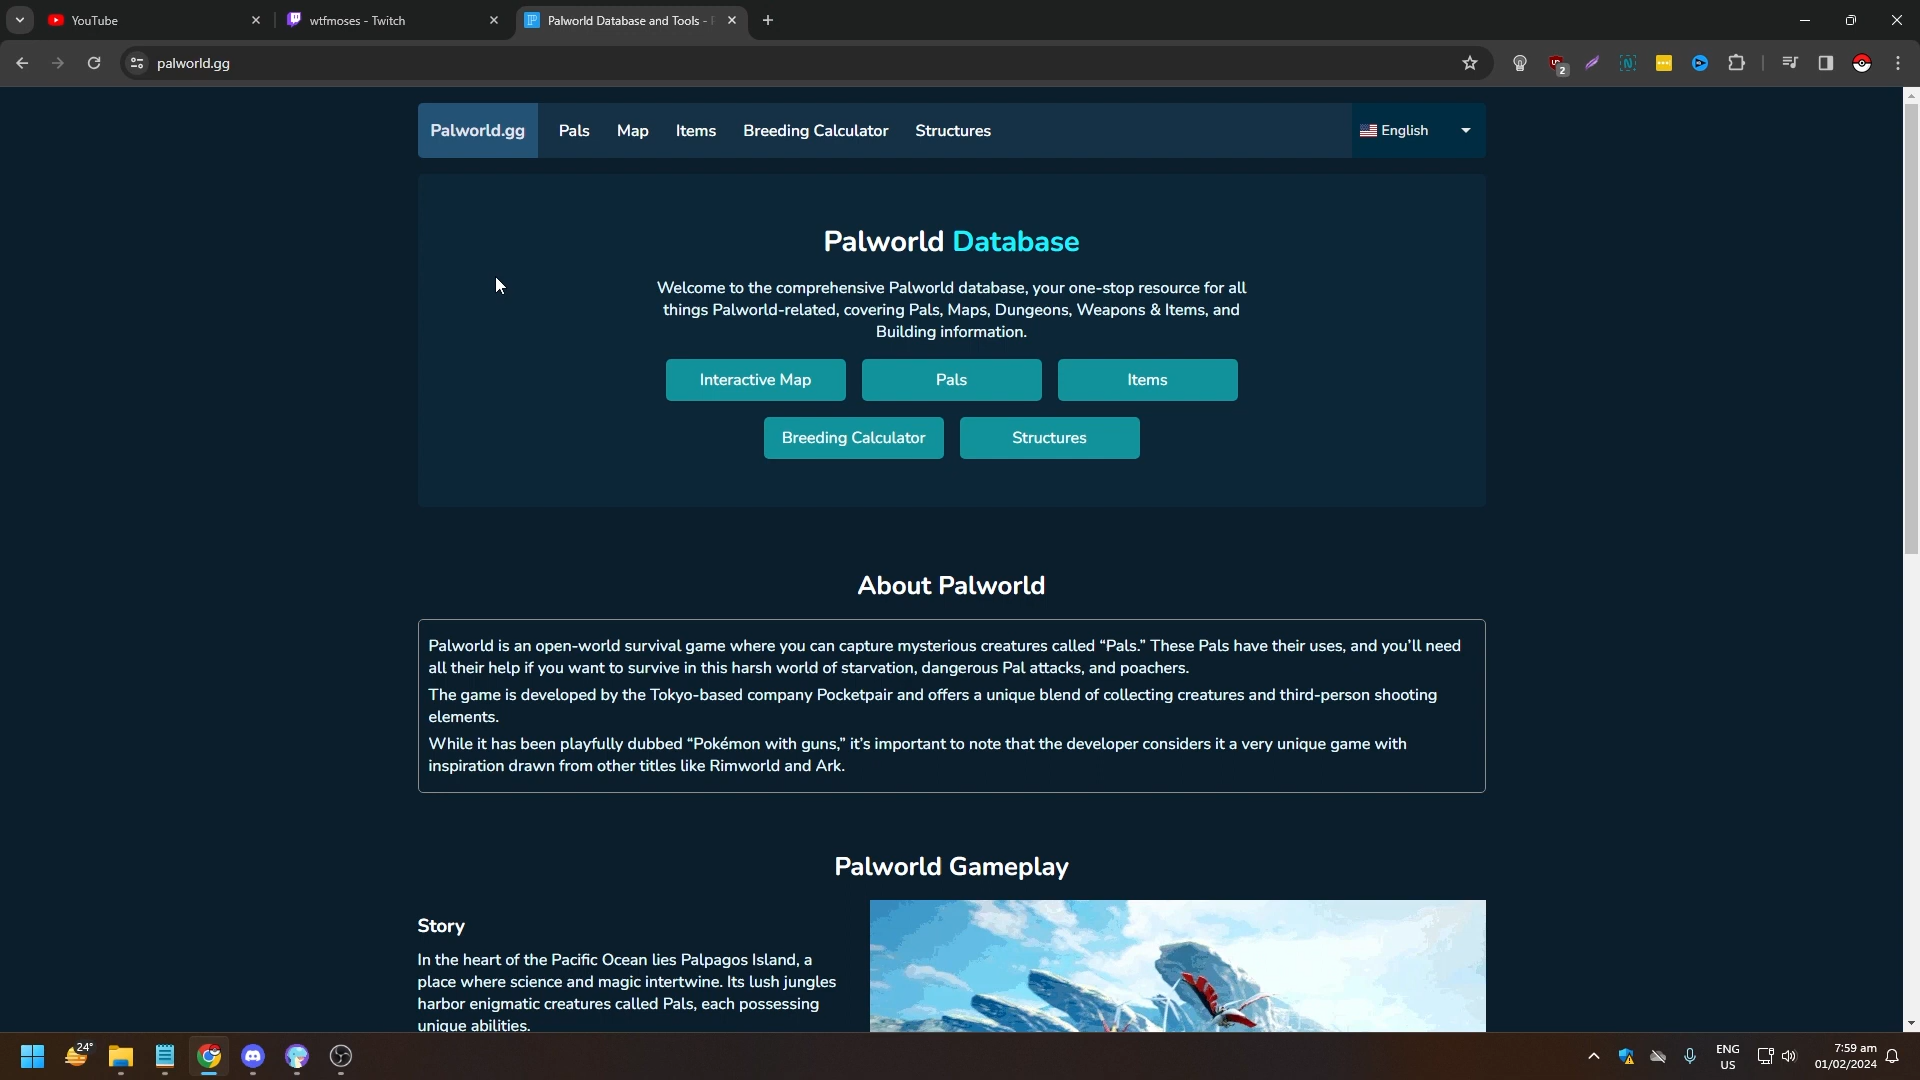 YouTube
wtfmoses - Twitch
Palworld Database and Tools -
palworld.gg
2
Palworld.gg
Pals
Map
Items
Breeding Calculator
Structures
English
Palworld Database
Welcome to the comprehensive Palworld database, your one-stop resource for all
things Palworld-related, covering Pals, Maps, Dungeons, Weapons & Items, and
Building information.
Interactive Map
Pals
Items
Breeding Calculator
Structures
About Palworld
Palworld is an open-world survival game where you can capture mysterious creatures called “Pals.” These Pals have their uses, and you’ll need
all their help if you want to survive in this harsh world of starvation, dangerous Pal attacks, and poachers.
The game is developed by the Tokyo-based company Pocketpair and offers a unique blend of collecting creatures and third-person shooting
elements.
While it has been playfully dubbed “Pokémon with guns,” it’s important to note that the developer considers it a very unique game with
inspiration drawn from other titles like Rimworld and Ark.
Palworld Gameplay
Story
In the heart of the Pacific Ocean lies Palpagos Island, a
place where science and magic intertwine. Its lush jungles
harbor enigmatic creatures called Pals, each possessing
unique abilities.
24°
ENG
US
7:59 am
01/02/2024